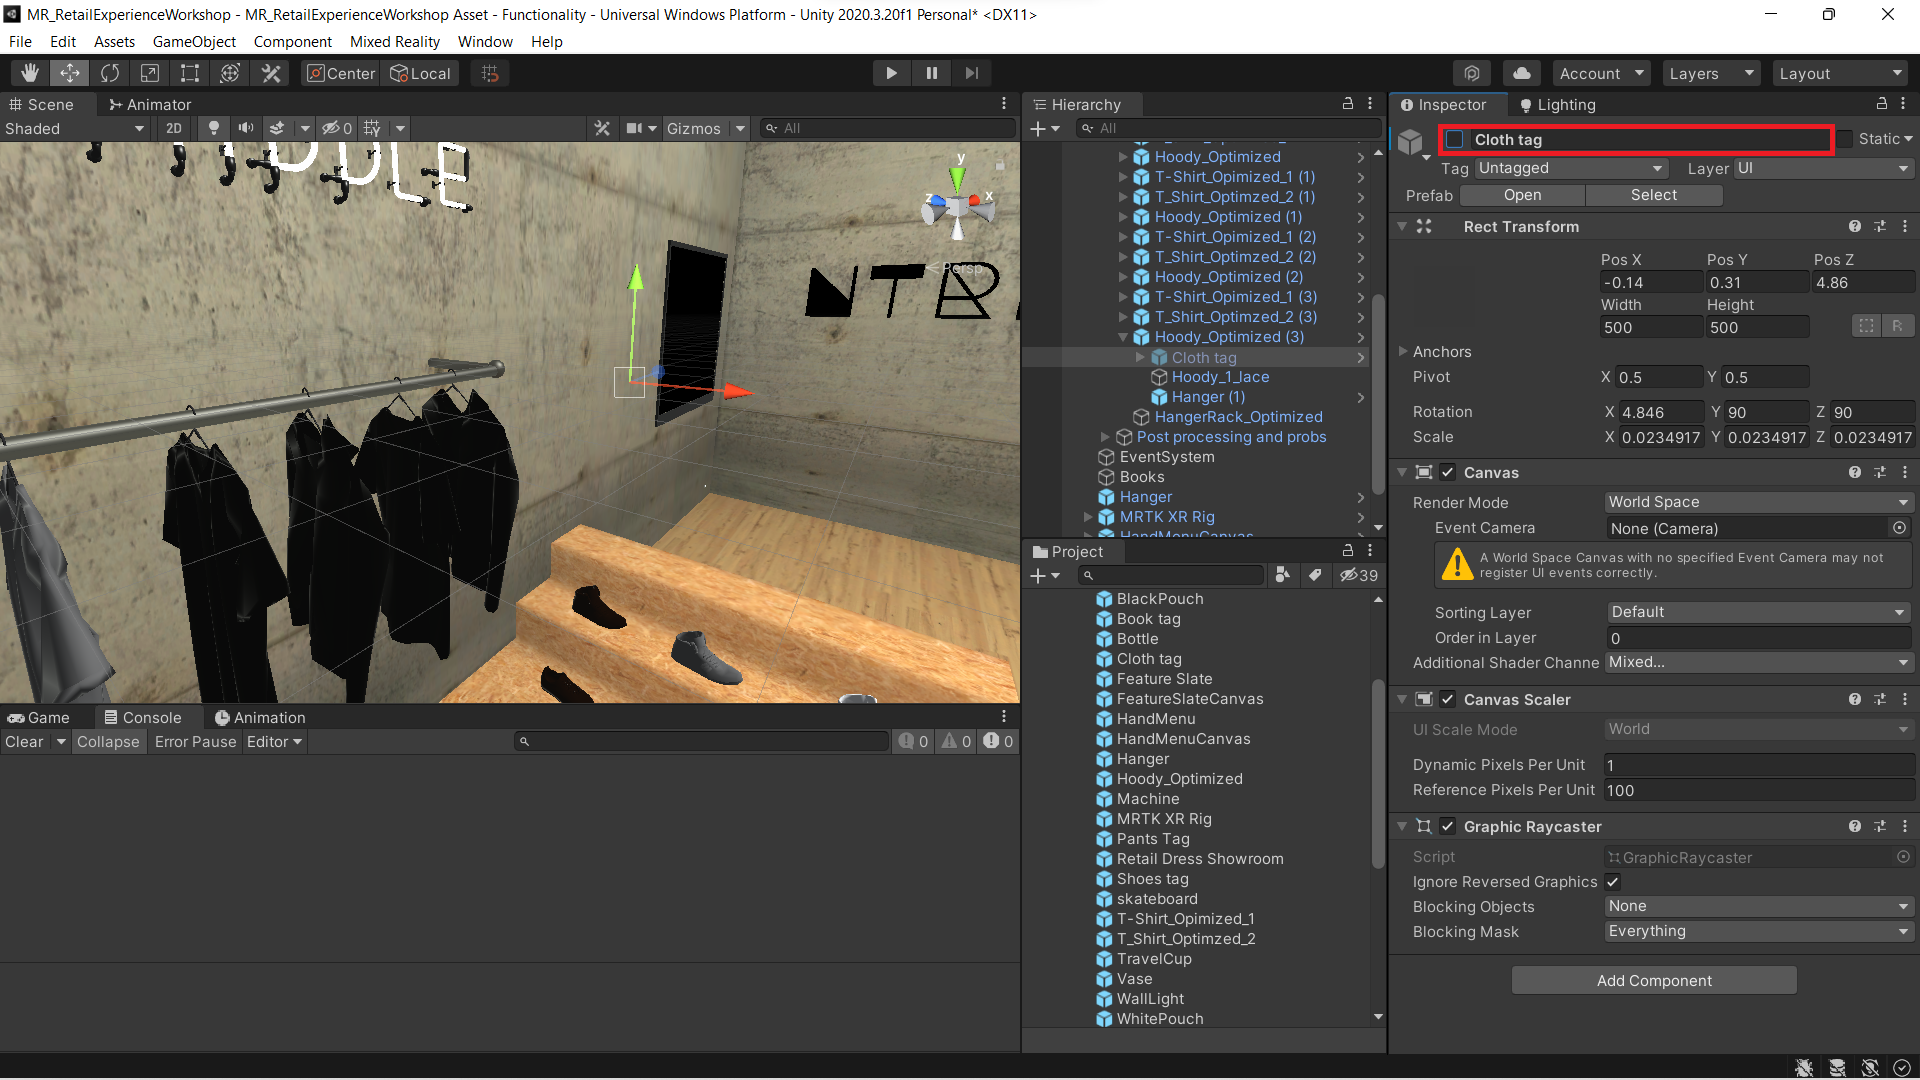 MR_RetailExperienceWorkshop - MR_RetailExperienceWorkshop Asset - Functionality - Universal Windows Platform - Unity 2020.3.20f1 Personal* <DX11>
File Edit Assets GameObject Component Mixed Reality Window Help
Center Local
Account Layers Layout
Scene Animator
Shaded 2D 0 Gizmos All
y
x
z
Persp
Hierarchy
All
Hoody_Optimized
T-Shirt_Opimized_1 (1)
T_Shirt_Optimzed_2 (1)
Hoody_Optimized (1)
T-Shirt_Opimized_1 (2)
T_Shirt_Optimzed_2 (2)
Hoody_Optimized (2)
T-Shirt_Opimized_1 (3)
T_Shirt_Optimzed_2 (3)
Hoody_Optimized (3)
Cloth tag
Hoody_1_lace
Hanger (1)
HangerRack_Optimized
Post processing and probs
EventSystem
Books
Hanger
MRTK XR Rig
HandMenuCanvas
Project
39
BlackPouch
Book tag
Bottle
Cloth tag
Feature Slate
FeatureSlateCanvas
HandMenu
HandMenuCanvas
Hanger
Hoody_Optimized
Machine
MRTK XR Rig
Pants Tag
Retail Dress Showroom
Shoes tag
skateboard
T-Shirt_Opimized_1
T_Shirt_Optimzed_2
TravelCup
Vase
WallLight
WhitePouch
Game Console Animation
Clear Collapse Error Pause Editor 0 0 0
Inspector Lighting
Cloth tag Static
Tag Untagged Layer UI
Prefab Open Select
Rect Transform
Pos X Pos Y Pos Z
-0.14 0.31 4.86
Width Height
500 500 R
Anchors
Pivot X 0.5 Y 0.5
Rotation X 4.846 Y 90 Z 90
Scale X 0.0234917 Y 0.0234917 Z 0.0234917
Canvas
Render Mode World Space
Event Camera None (Camera)
A World Space Canvas with no specified Event Camera may not
register UI events correctly.
Sorting Layer Default
Order in Layer 0
Additional Shader Channe Mixed...
Canvas Scaler
UI Scale Mode World
Dynamic Pixels Per Unit 1
Reference Pixels Per Unit 100
Graphic Raycaster
Script GraphicRaycaster
Ignore Reversed Graphics
Blocking Objects None
Blocking Mask Everything
Add Component